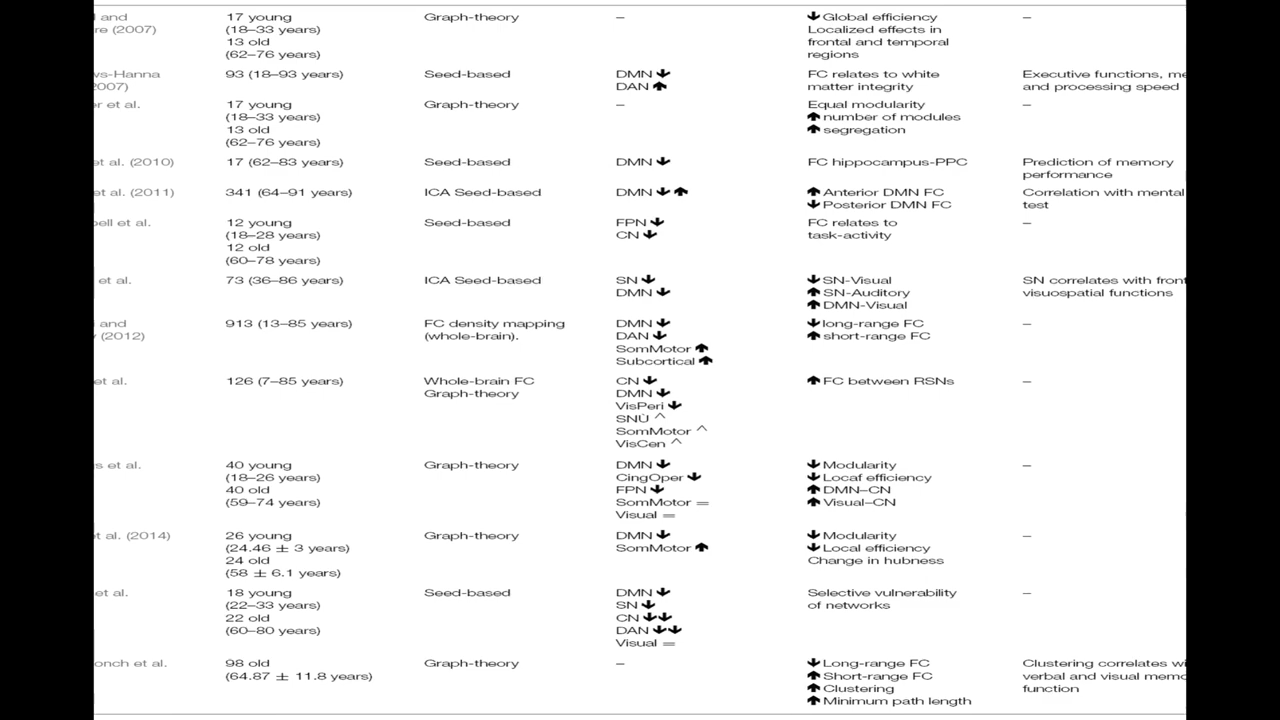 and 17 young Graph-theory – ↓ Global efficiency –
re (2007) (18–33 years) Localized effects in
13 old frontal and temporal
(62–76 years) regions
ws-Hanna 93 (18–93 years) Seed-based DMN ↓ FC relates to white Executive functions, me
2007) DAN ↑ matter integrity and processing speed
er et al. 17 young Graph-theory – Equal modularity –
(18–33 years) ↑ number of modules
13 old ↑ segregation
(62–76 years)
et al. (2010) 17 (62–83 years) Seed-based DMN ↓ FC hippocampus-PPC Prediction of memory
performance
et al. (2011) 341 (64–91 years) ICA Seed-based DMN ↓ ↑ ↑ Anterior DMN FC Correlation with mental
↓ Posterior DMN FC test
bell et al. 12 young Seed-based FPN ↓ FC relates to –
(18–28 years) CN ↓ task-activity
12 old
(60–78 years)
et al. 73 (36–86 years) ICA Seed-based SN ↓ ↓ SN-Visual SN correlates with front
DMN ↓ ↑ SN-Auditory visuospatial functions
↑ DMN-Visual
and 913 (13–85 years) FC density mapping DMN ↓ ↓ long-range FC –
(2012) (whole-brain). DAN ↓ ↑ short-range FC
SomMotor ↑
Subcortical ↑
et al. 126 (7–85 years) Whole-brain FC CN ↓ ↑ FC between RSNs –
Graph-theory DMN ↓
VisPeri ↓
SNÙ ^
SomMotor ^
VisCen ^
s et al. 40 young Graph-theory DMN ↓ ↓ Modularity –
(18–26 years) CingOper ↓ ↓ Locaf efficiency
40 old FPN ↓ ↑ DMN–CN
(59–74 years) SomMotor = ↑ Visual–CN
Visual =
et al. (2014) 26 young Graph-theory DMN ↓ ↓ Modularity –
(24.46 ± 3 years) SomMotor ↑ ↓ Local efficiency
24 old Change in hubness
(58 ± 6.1 years)
et al. 18 young Seed-based DMN ↓ Selective vulnerability –
(22–33 years) SN ↓ of networks
22 old CN ↓↓
(60–80 years) DAN ↓↓
Visual =
onch et al. 98 old Graph-theory – ↓ Long-range FC Clustering correlates wi
(64.87 ± 11.8 years) ↑ Short-range FC verbal and visual memo
↑ Clustering function
↑ Minimum path length